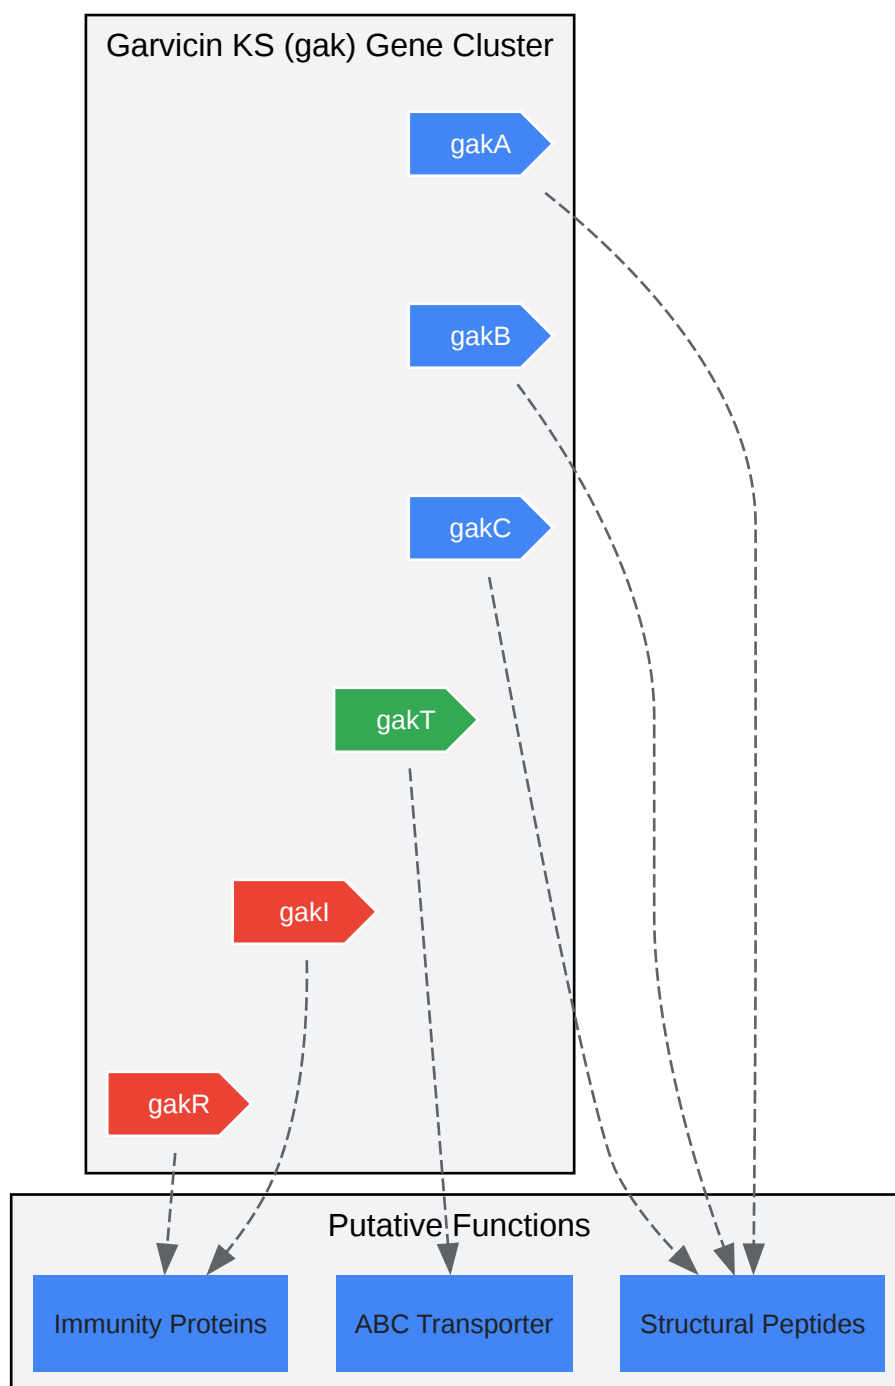 Garvicin KS (gak) Gene Cluster
gakA
gakB
gakC
gakT
gakI
gakR
Putative Functions
Immunity Proteins
ABC Transporter
Structural Peptides